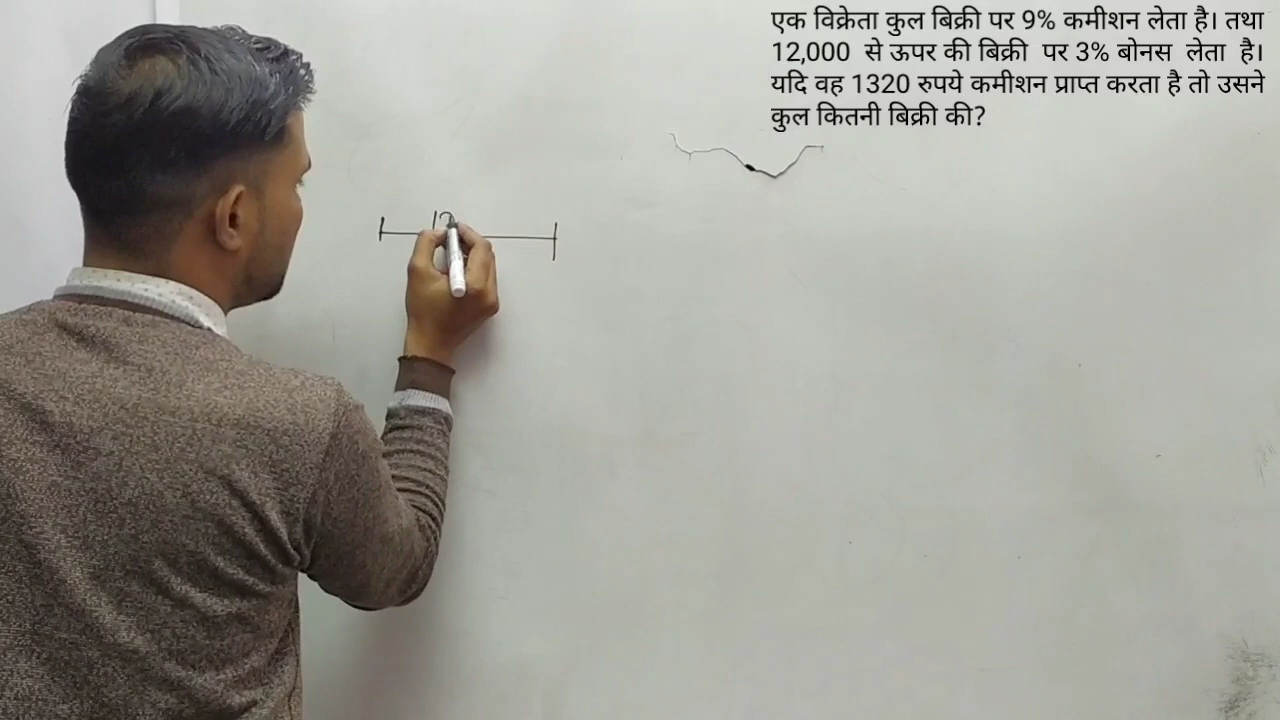 एक विक्रेता कुल बिक्री पर 9% कमीशन लेता है। तथा
12,000 से ऊपर की बिक्री पर 3% बोनस लेता है।
यदि वह 1320 रुपये कमीशन प्राप्त करता है तो उसने
कुल कितनी बिक्री की?